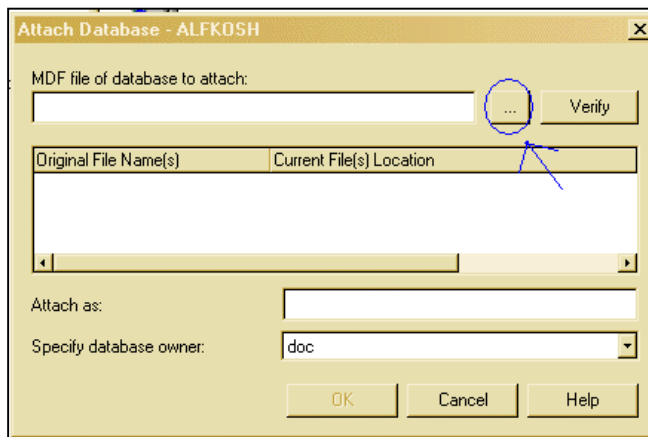 Attach Database - ALFKOSH
MDF file of database to attach:
... Verify
Original File Name(s) Current File(s) Location
Attach as:
Specify database owner: doc
OK Cancel Help